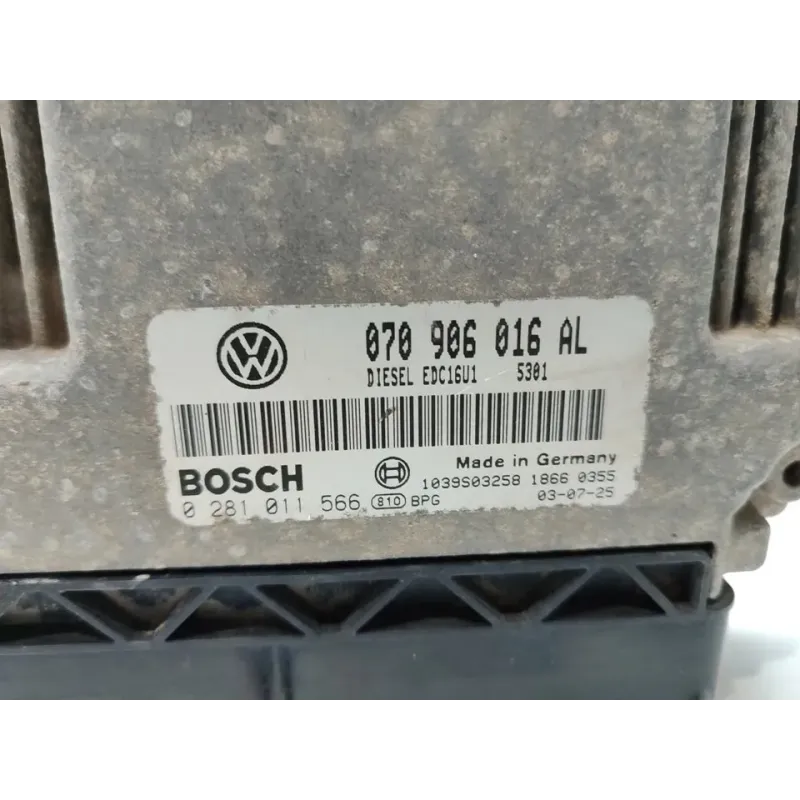 VW 070 906 016 AL
DIESEL EDC16U1 5301
BOSCH Made in Germany
1039S03258 1866 0355
0 281 011 566 810 BPG 03-07-25